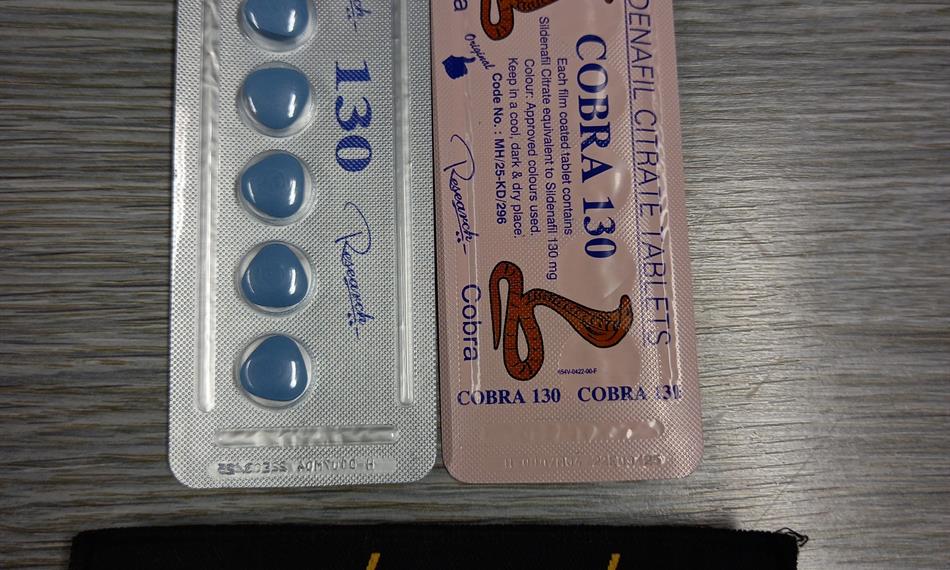 130
Research
Original
Research
Cobra
Code No. : MH/25-KD/296
Keep in a cool, dark & dry place.
Colour: Approved colours used.
Sildenafil Citrate equivalent to Sildenafil 130 mg
Each film coated tablet contains
COBRA 130
DENAFIL CITRATE TABLETS
COBRA 130 COBRA 130